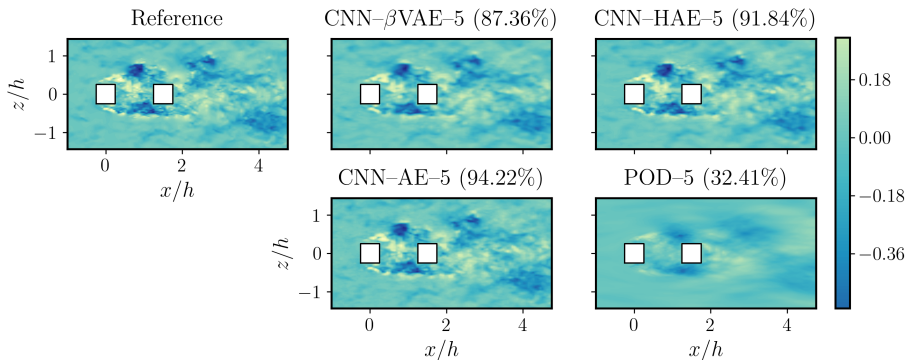 Reference
CNN–βVAE–5 (87.36%)
CNN–HAE–5 (91.84%)
1
0
−1
z/h
0
2
4
x/h
CNN–AE–5 (94.22%)
POD–5 (32.41%)
1
0
−1
z/h
0
2
4
x/h
0
2
4
x/h
0.18
0.00
−0.18
−0.36